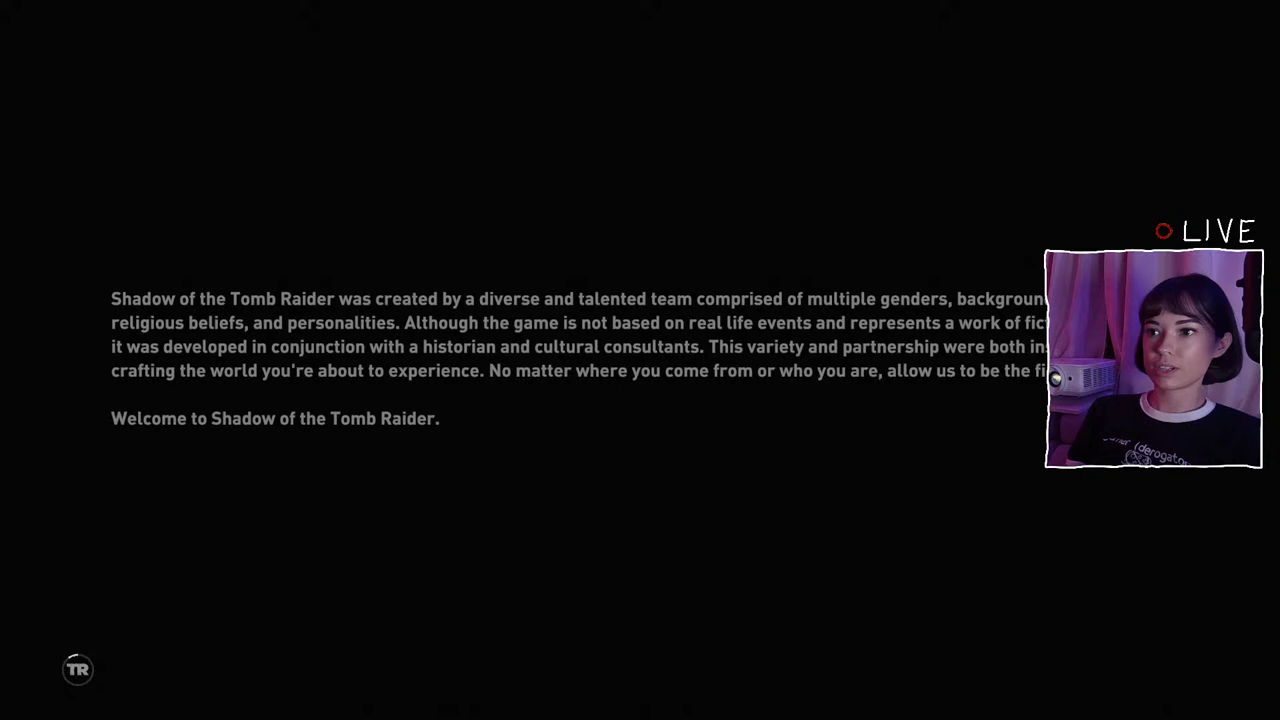 LIVE
Shadow of the Tomb Raider was created by a diverse and talented team comprised of multiple genders,
religious beliefs, and personalities. Although the game is not based on real life events and represents a work of
it was developed in conjunction with a historian and cultural consultants. This variety and partnership were both
crafting the world you're about to experience. No matter where you come from or who you are, allow us to be the
Welcome to Shadow of the Tomb Raider.
TR